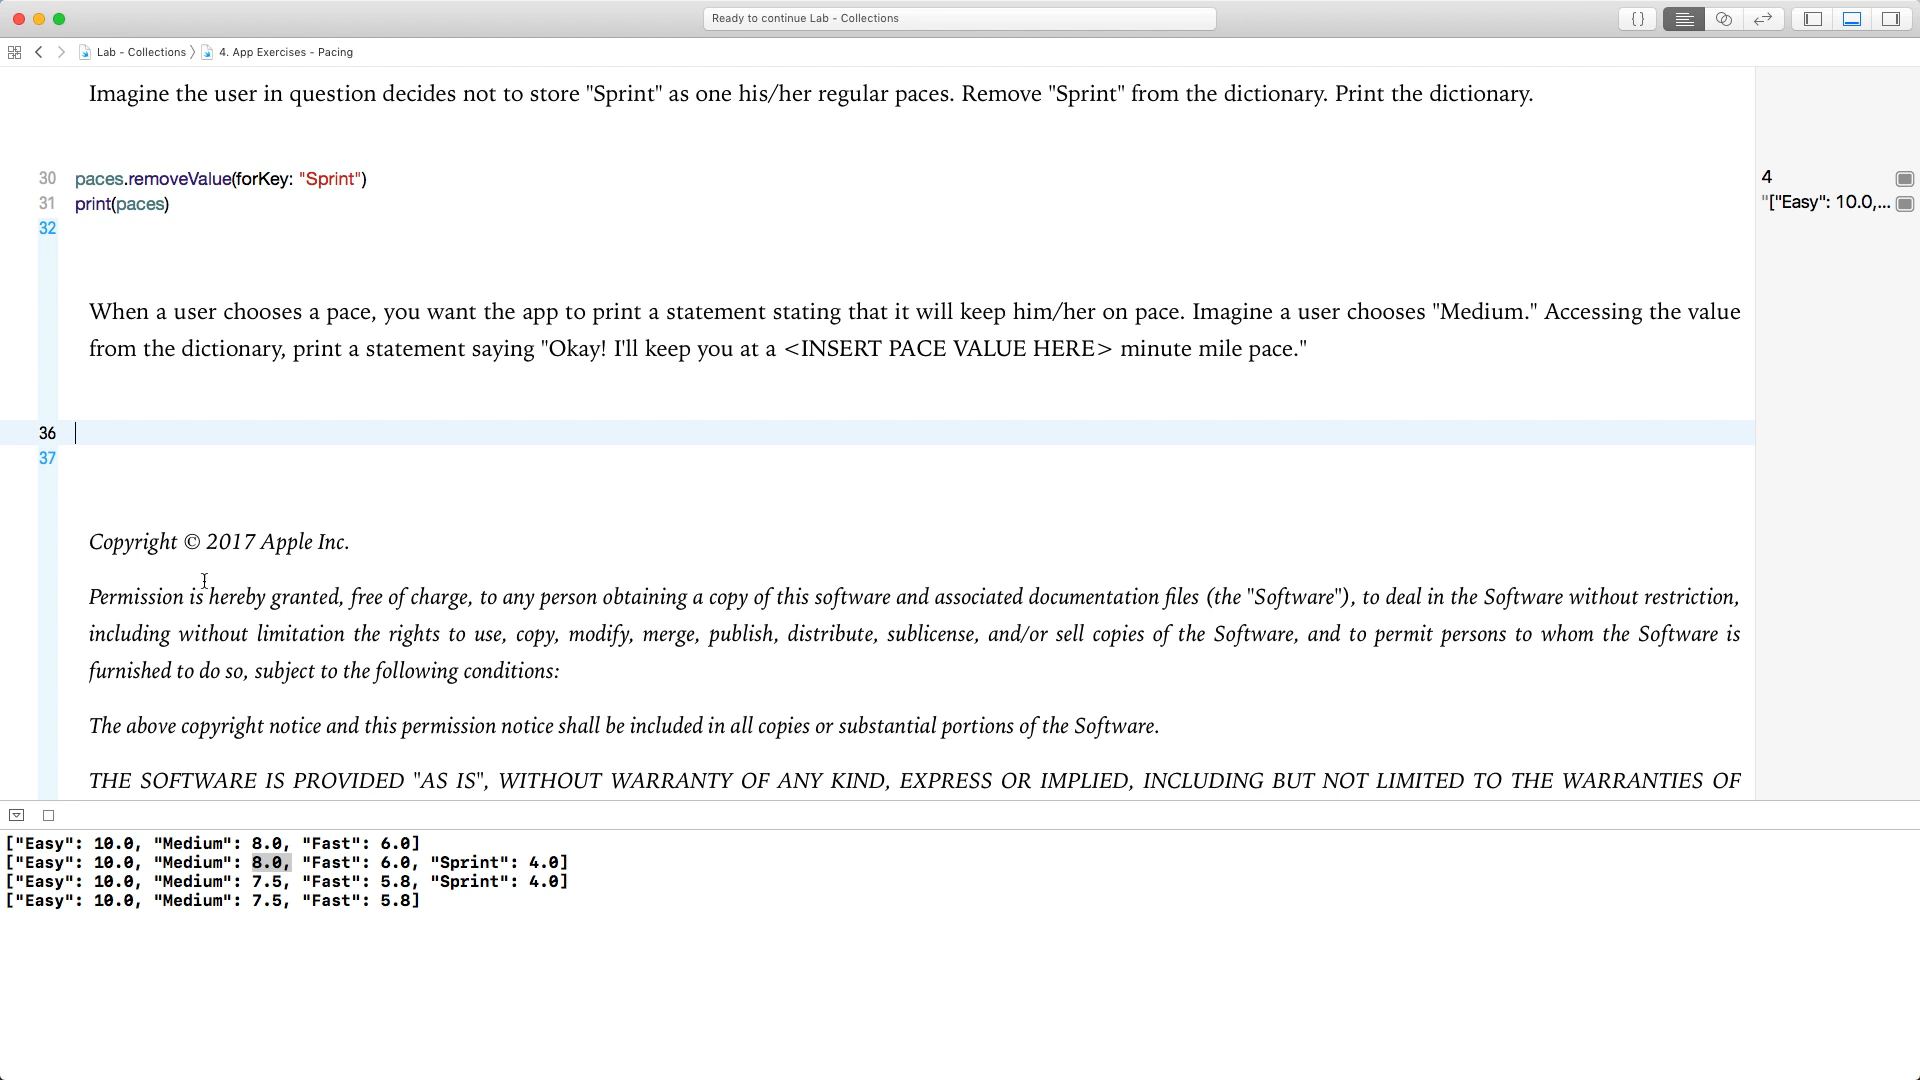 Ready to continue Lab - Collections
{ }
Lab - Collections 〉 4. App Exercises - Pacing
Imagine the user in question decides not to store "Sprint" as one his/her regular paces. Remove "Sprint" from the dictionary. Print the dictionary.
30 paces.removeValue(forKey: "Sprint")
4
31 print(paces)
"["Easy": 10.0,...
32
When a user chooses a pace, you want the app to print a statement stating that it will keep him/her on pace. Imagine a user chooses "Medium." Accessing the value
from the dictionary, print a statement saying "Okay! I'll keep you at a <INSERT PACE VALUE HERE> minute mile pace."
36
37
Copyright © 2017 Apple Inc.
Permission is hereby granted, free of charge, to any person obtaining a copy of this software and associated documentation files (the "Software"), to deal in the Software without restriction,
including without limitation the rights to use, copy, modify, merge, publish, distribute, sublicense, and/or sell copies of the Software, and to permit persons to whom the Software is
furnished to do so, subject to the following conditions:
The above copyright notice and this permission notice shall be included in all copies or substantial portions of the Software.
THE SOFTWARE IS PROVIDED "AS IS", WITHOUT WARRANTY OF ANY KIND, EXPRESS OR IMPLIED, INCLUDING BUT NOT LIMITED TO THE WARRANTIES OF
["Easy": 10.0, "Medium": 8.0, "Fast": 6.0]
["Easy": 10.0, "Medium": 8.0, "Fast": 6.0, "Sprint": 4.0]
["Easy": 10.0, "Medium": 7.5, "Fast": 5.8, "Sprint": 4.0]
["Easy": 10.0, "Medium": 7.5, "Fast": 5.8]